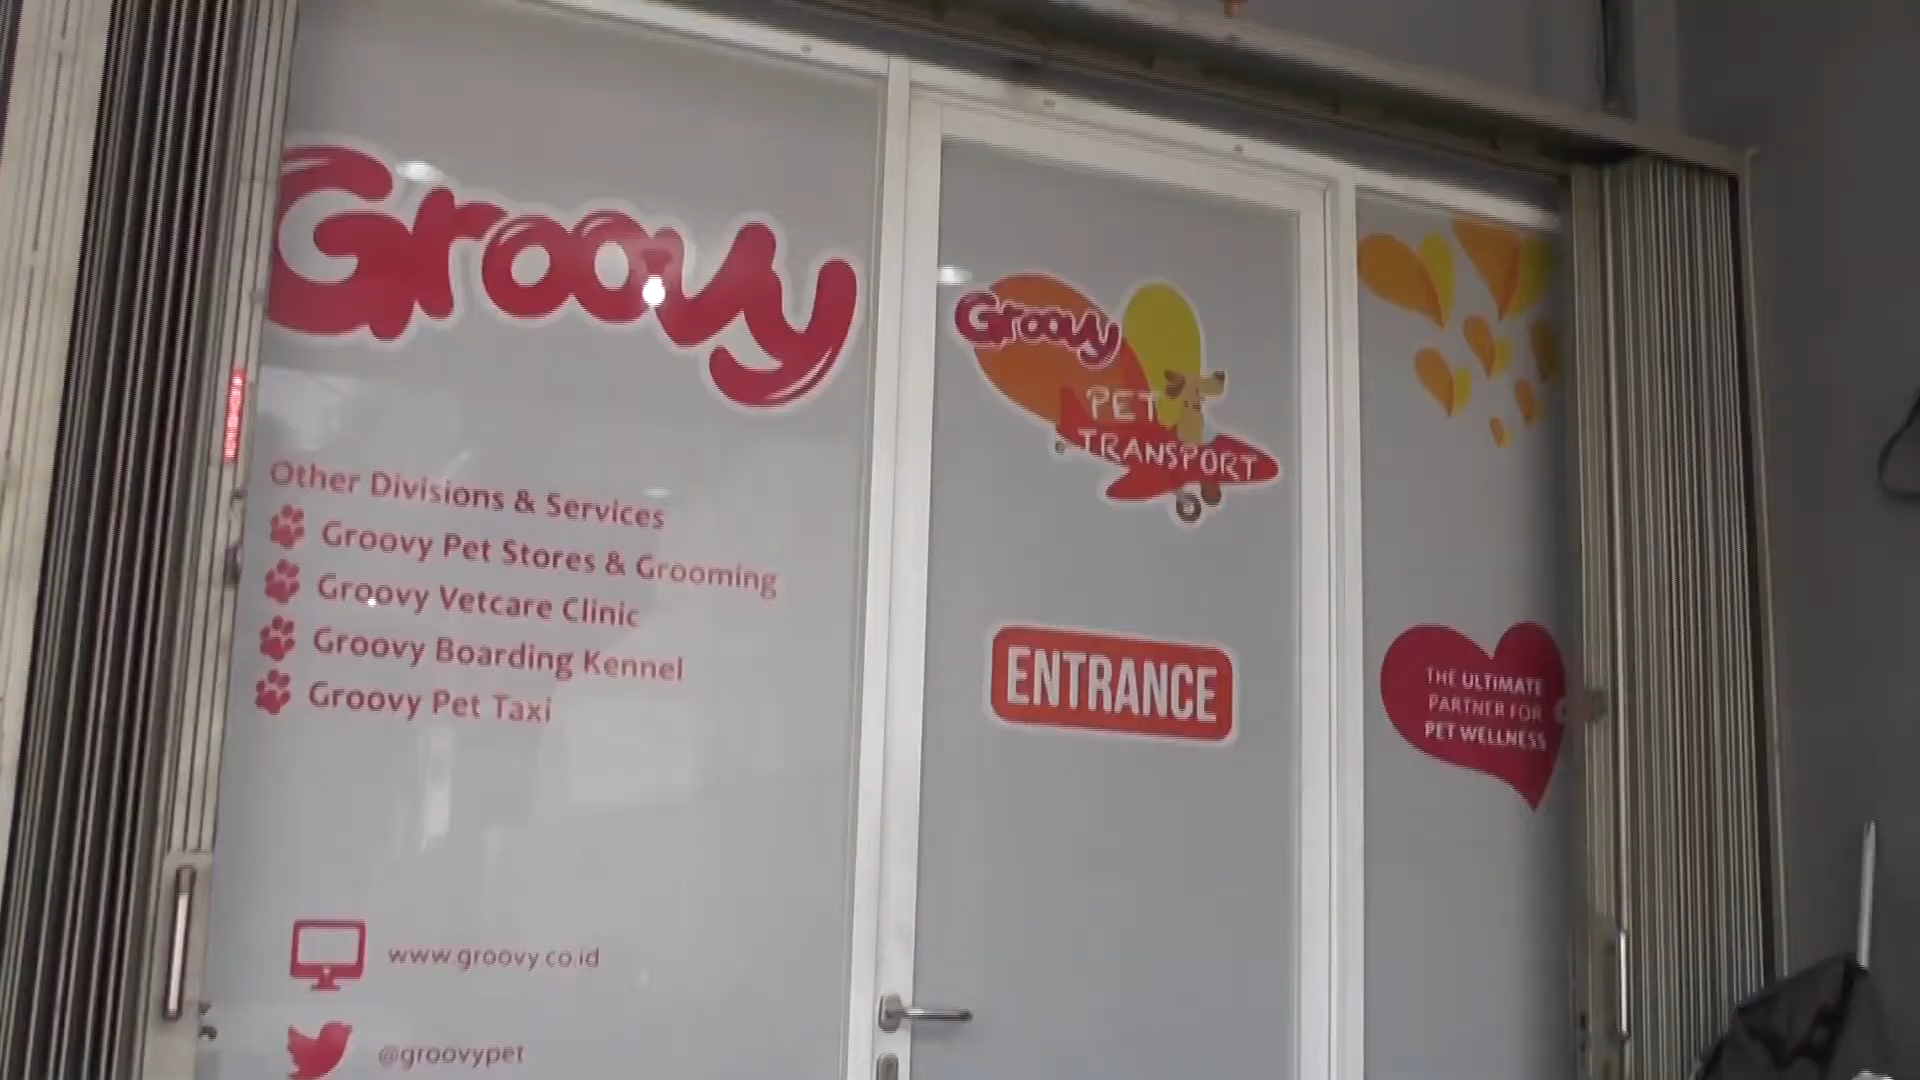 Groovy
Other Divisions & Services
Groovy Pet Stores & Grooming
Groovy Vetcare Clinic
Groovy Boarding Kennel
Groovy Pet Taxi
www.groovy.co.id
@groovypet
Groovy
PET
TRANSPORT
ENTRANCE
THE ULTIMATE
PARTNER FOR
PET WELLNESS